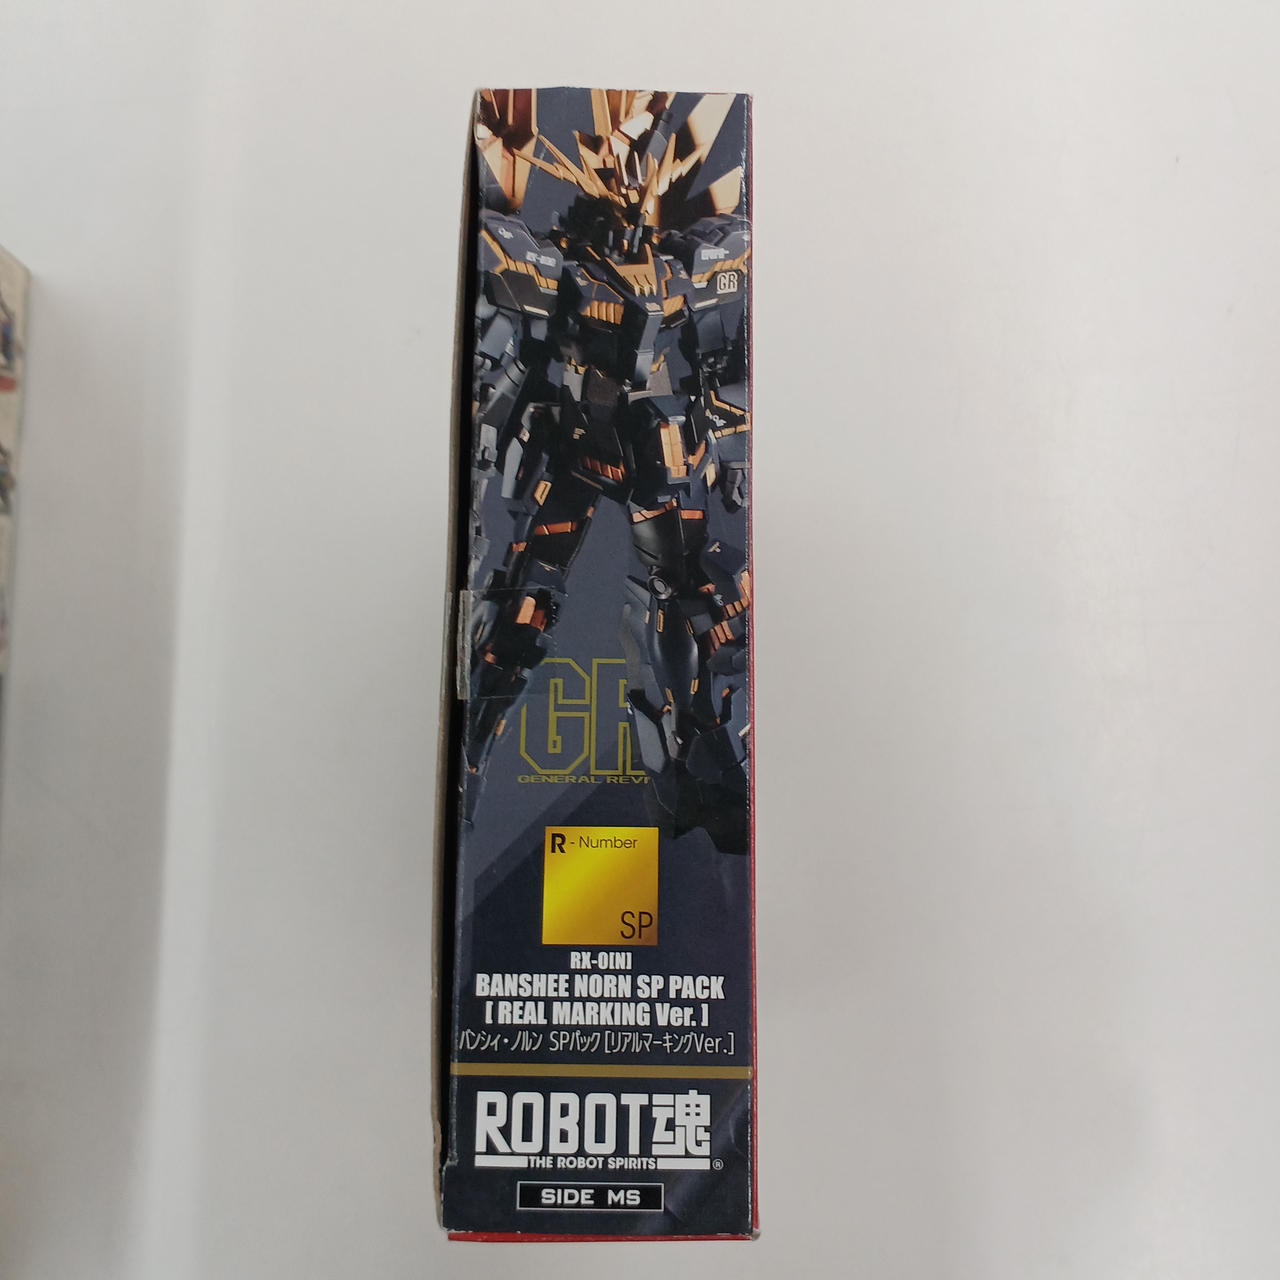 GR
GR
GENERAL REVI
R - Number
SP
RX-0[N]
BANSHEE NORN SP PACK
[ REAL MARKING Ver. ]
バンシィ・ノルン SPパック [リアルマーキングVer.]
ROBOT魂
THE ROBOT SPIRITS
®
SIDE MS